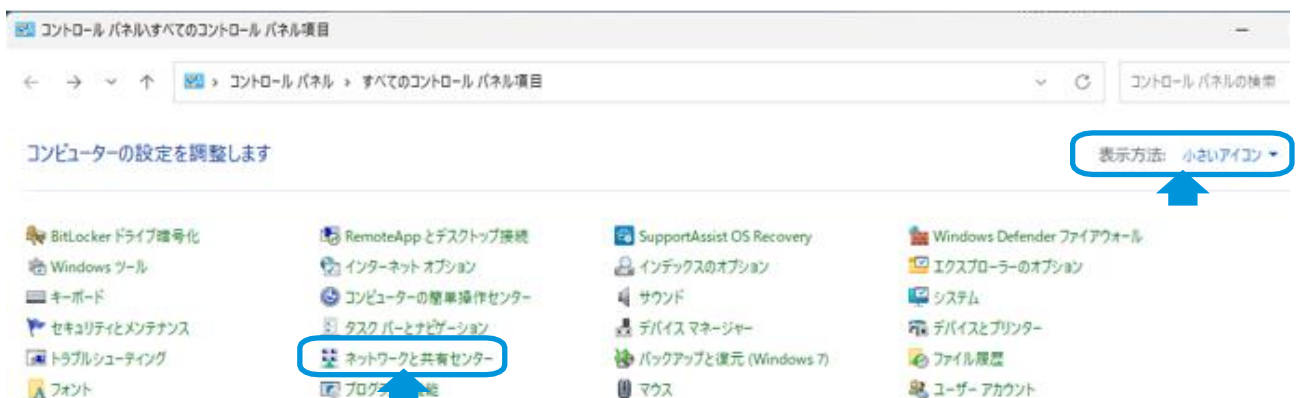 コントロール パネル\すべてのコントロール パネル項目
コントロール パネル › すべてのコントロール パネル項目 コントロール パネルの検索
コンピューターの設定を調整します 表示方法: 小さいアイコン
BitLocker ドライブ暗号化 RemoteApp とデスクトップ接続 SupportAssist OS Recovery Windows Defender ファイアウォール
Windows ツール インターネット オプション インデックスのオプション エクスプローラーのオプション
キーボード コンピューターの簡単操作センター サウンド システム
セキュリティとメンテナンス タスク バーとナビゲーション デバイス マネージャー デバイスとプリンター
トラブルシューティング ネットワークと共有センター バックアップと復元 (Windows 7) ファイル履歴
フォント マウス ユーザー アカウント